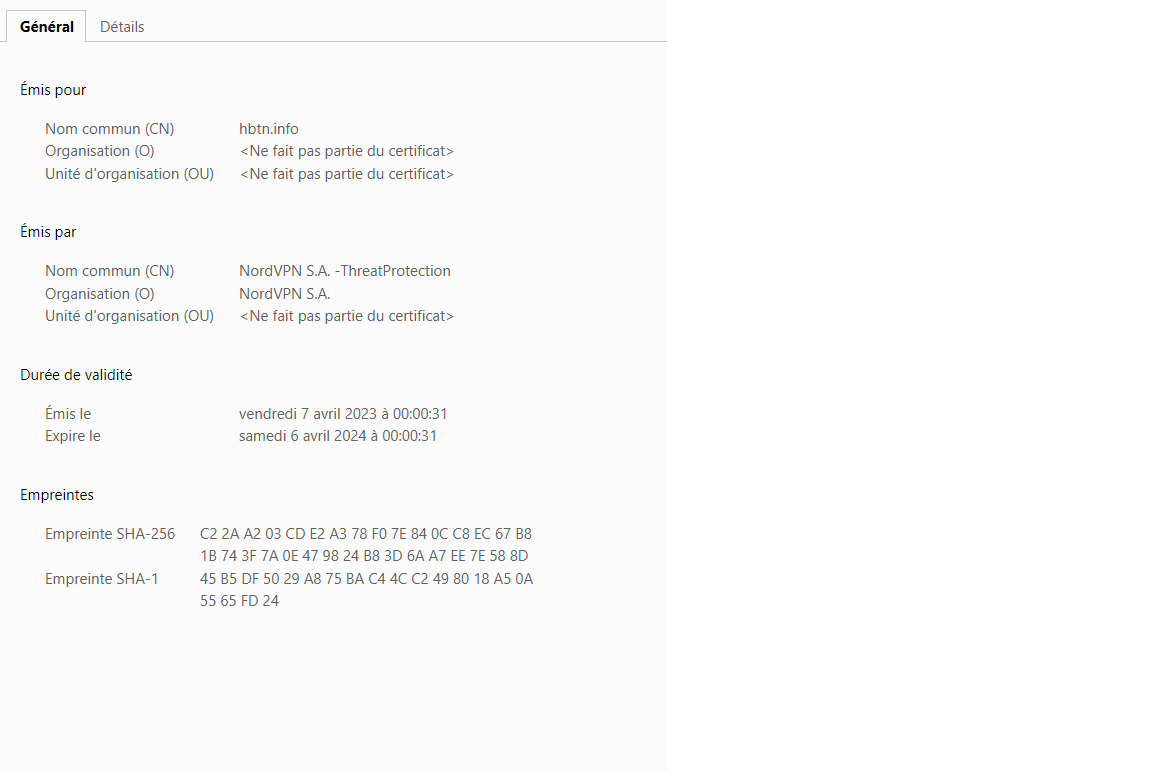 Général Détails
Émis pour
Nom commun (CN) hbtn.info
Organisation (O) <Ne fait pas partie du certificat>
Unité d'organisation (OU) <Ne fait pas partie du certificat>
Émis par
Nom commun (CN) NordVPN S.A. -ThreatProtection
Organisation (O) NordVPN S.A.
Unité d'organisation (OU) <Ne fait pas partie du certificat>
Durée de validité
Émis le vendredi 7 avril 2023 à 00:00:31
Expire le samedi 6 avril 2024 à 00:00:31
Empreintes
Empreinte SHA-256 C2 2A A2 03 CD E2 A3 78 F0 7E 84 0C C8 EC 67 B8
1B 74 3F 7A 0E 47 98 24 B8 3D 6A A7 EE 7E 58 8D
Empreinte SHA-1 45 B5 DF 50 29 A8 75 BA C4 4C C2 49 80 18 A5 0A
55 65 FD 24